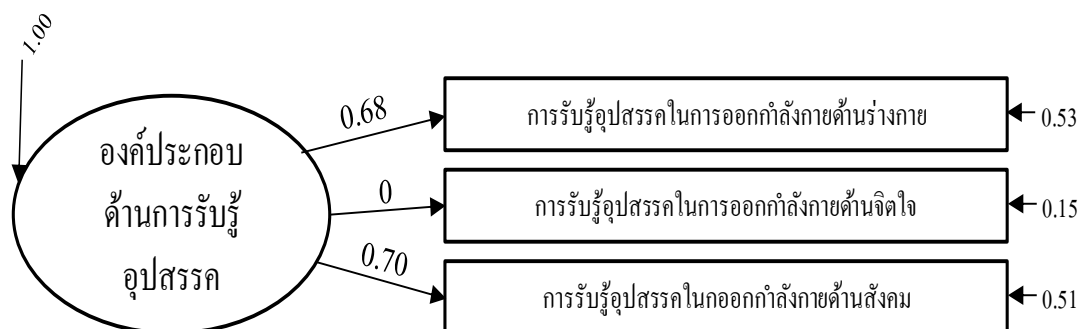 1.00
องค์ประกอบ
ด้านการรับรู้
อุปสรรค
0.68
การรับรู้อุปสรรคในการออกกำลังกายด้านร่างกาย
0.53
0
การรับรู้อุปสรรคในการออกกำลังกายด้านจิตใจ
0.15
0.70
การรับรู้อุปสรรคในกออกกำลังกายด้านสังคม
0.51